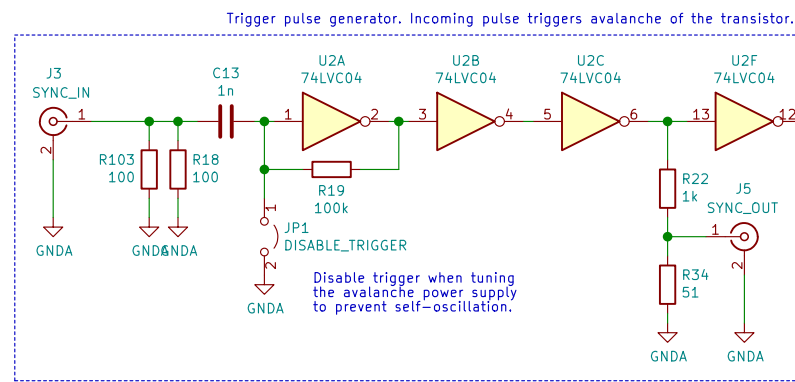 Trigger pulse generator. Incoming pulse triggers avalanche of the transistor.
J3
SYNC_IN
1
2
GNDA
R103
100
GNDA
R18
100
GNDA
C13
1n
U2A
74LVC04
1
2
R19
100k
1
JP1
DISABLE_TRIGGER
2
GNDA
Disable trigger when tuning
the avalanche power supply
to prevent self-oscillation.
U2B
74LVC04
3
4
U2C
74LVC04
5
6
U2F
74LVC04
13
12
R22
1k
J5
SYNC_OUT
1
2
R34
51
GNDA
GNDA